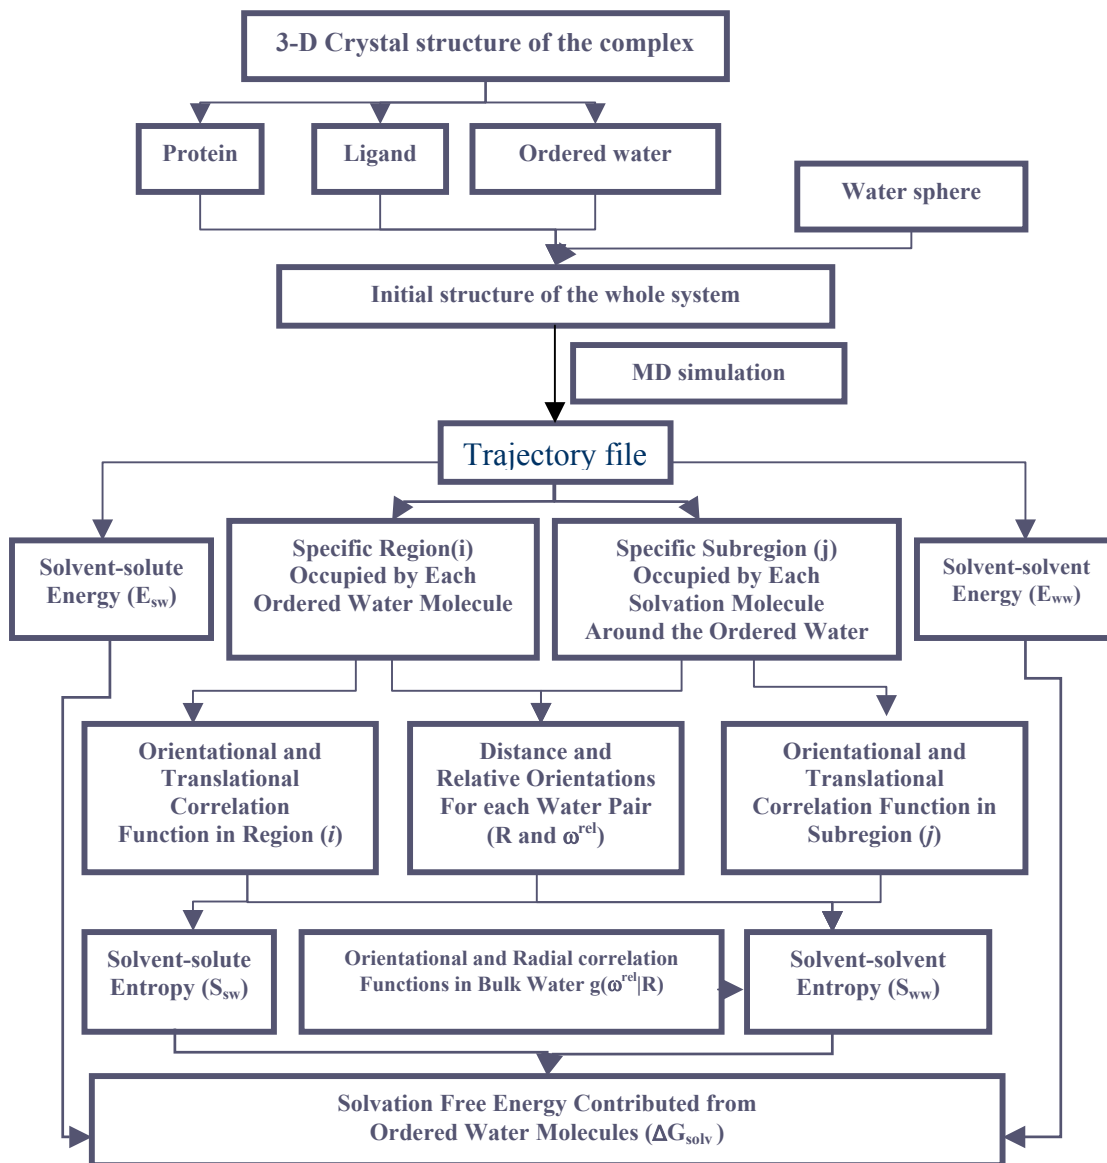 3-D Crystal structure of the complex
Protein
Ligand
Ordered water
Water sphere
Initial structure of the whole system
MD simulation
Trajectory file
Solvent-solute
Energy (Esw)
Specific Region(i)
Occupied by Each
Ordered Water Molecule
Specific Subregion (j)
Occupied by Each
Solvation Molecule
Around the Ordered Water
Solvent-solvent
Energy (Eww)
Orientational and
Translational
Correlation
Function in Region (i)
Distance and
Relative Orientations
For each Water Pair
(R and ω^rel)
Orientational and
Translational
Correlation Function in
Subregion (j)
Solvent-solute
Entropy (Ssw)
Orientational and Radial correlation
Functions in Bulk Water g(ω^rel|R)
Solvent-solvent
Entropy (Sww)
Solvation Free Energy Contributed from
Ordered Water Molecules (ΔGsolv )